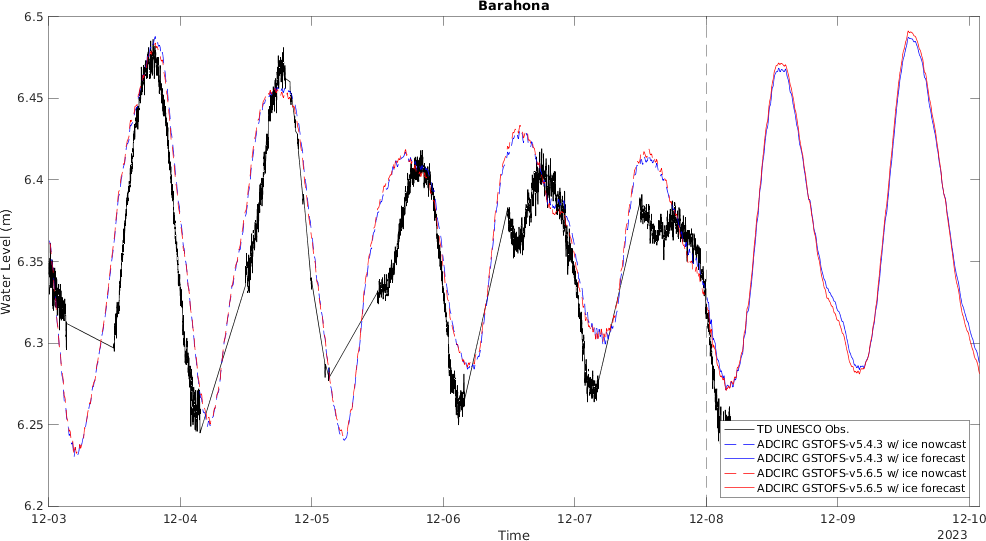 Barahona
6.5
6.45
6.4
6.35
6.3
6.25
6.2
Water Level (m)
12-03
12-04
12-05
12-06
12-07
12-08
12-09
12-10
Time
2023
TD UNESCO Obs.
ADCIRC GSTOFS-v5.4.3 w/ ice nowcast
ADCIRC GSTOFS-v5.4.3 w/ ice forecast
ADCIRC GSTOFS-v5.6.5 w/ ice nowcast
ADCIRC GSTOFS-v5.6.5 w/ ice forecast